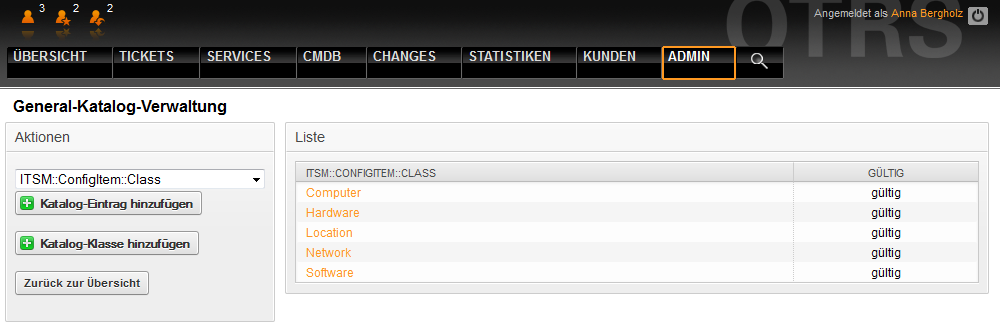 3 2 2
OTRS
Angemeldet als Anna Bergholz
ÜBERSICHT TICKETS SERVICES CMDB CHANGES STATISTIKEN KUNDEN ADMIN
General-Katalog-Verwaltung
Aktionen
ITSM::ConfigItem::Class
Katalog-Eintrag hinzufügen
Katalog-Klasse hinzufügen
Zurück zur Übersicht
Liste
ITSM::CONFIGITEM::CLASS GÜLTIG
Computer gültig
Hardware gültig
Location gültig
Network gültig
Software gültig